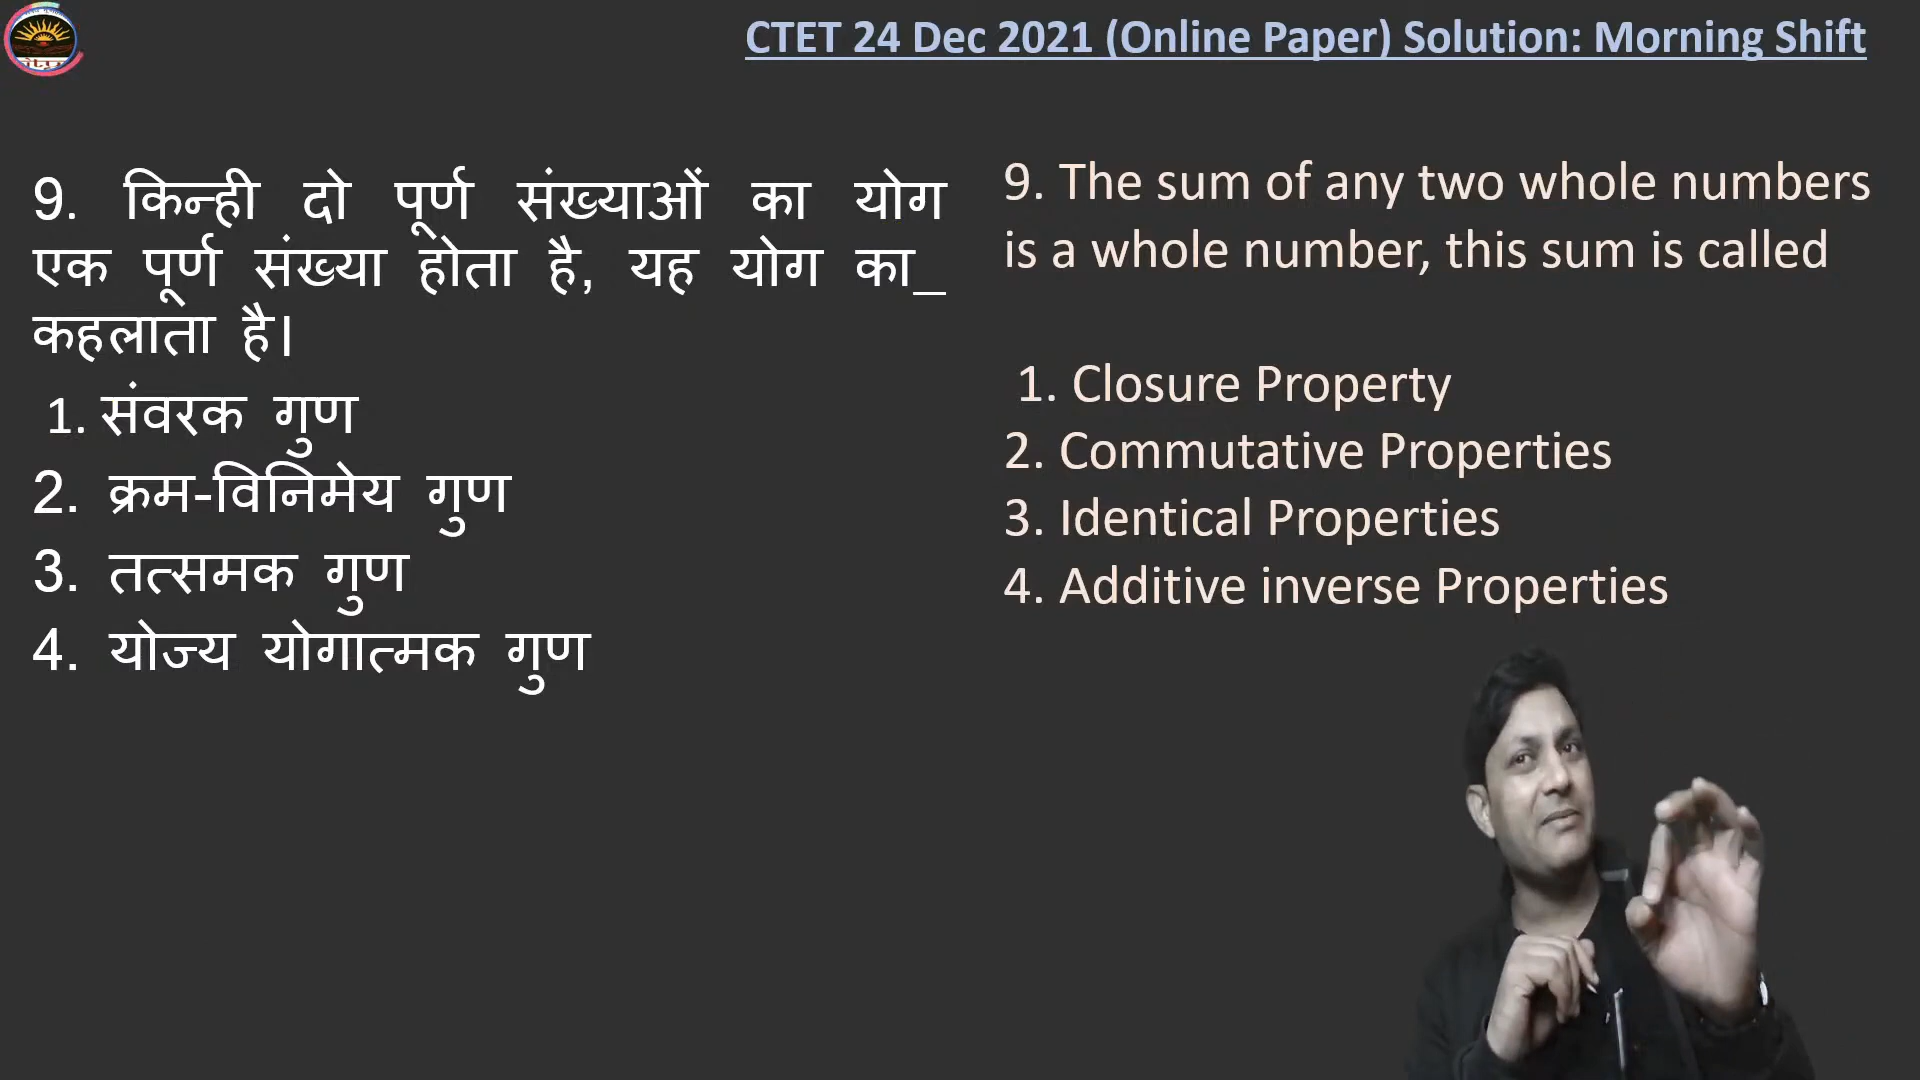 CTET 24 Dec 2021 (Online Paper) Solution: Morning Shift
9. किन्ही दो पूर्ण संख्याओं का योग
एक पूर्ण संख्या होता है, यह योग का_
कहलाता है।
1. संवरक गुण
2. क्रम-विनिमेय गुण
3. तत्समक गुण
4. योज्य योगात्मक गुण
9. The sum of any two whole numbers
is a whole number, this sum is called
1. Closure Property
2. Commutative Properties
3. Identical Properties
4. Additive inverse Properties